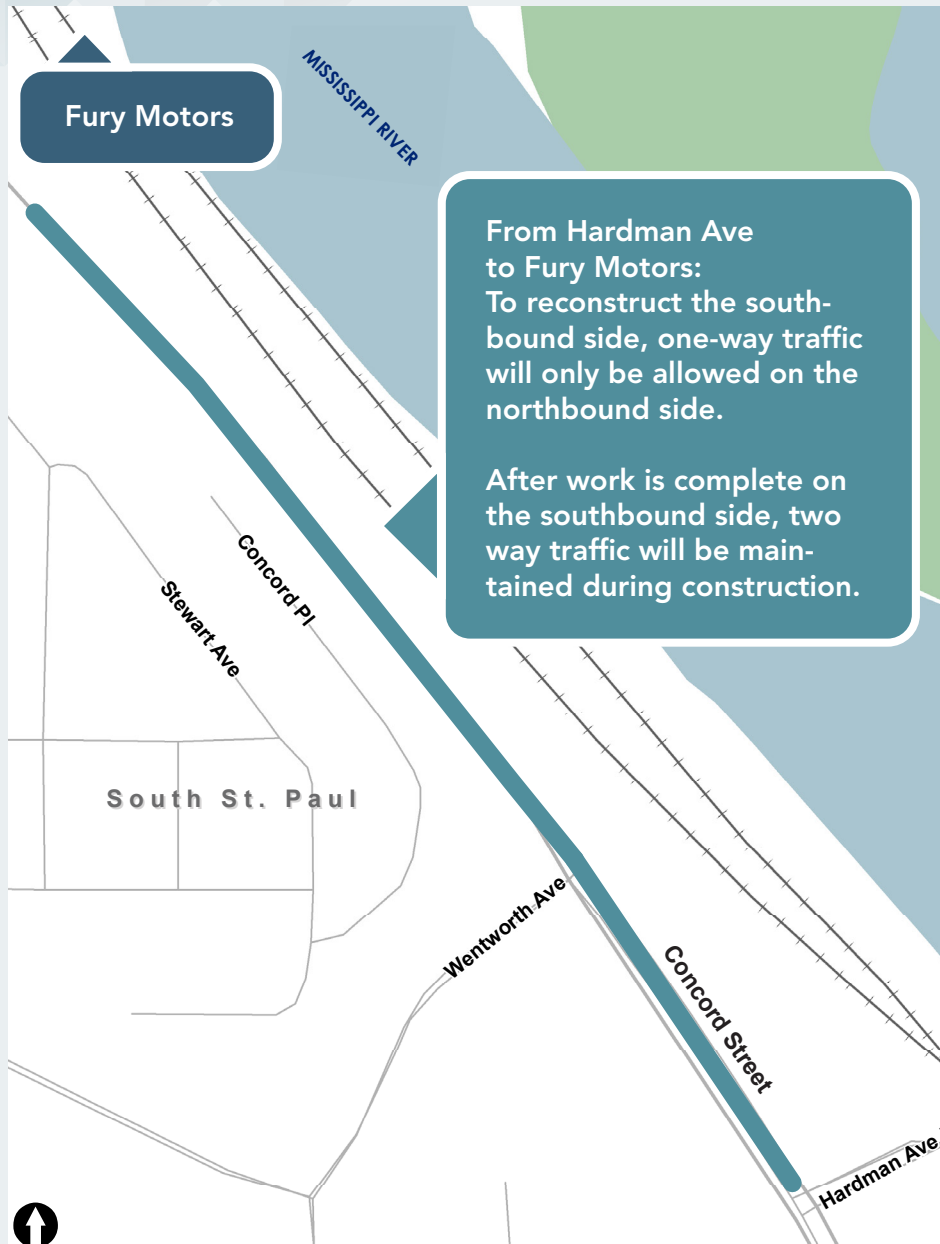 Fury Motors
MISSISSIPPI RIVER
From Hardman Ave
to Fury Motors:
To reconstruct the south-
bound side, one-way traffic
will only be allowed on the
northbound side.
After work is complete on
the southbound side, two
way traffic will be main-
tained during construction.
Concord Pl
Stewart Ave
South St. Paul
Wentworth Ave
Concord Street
Hardman Ave